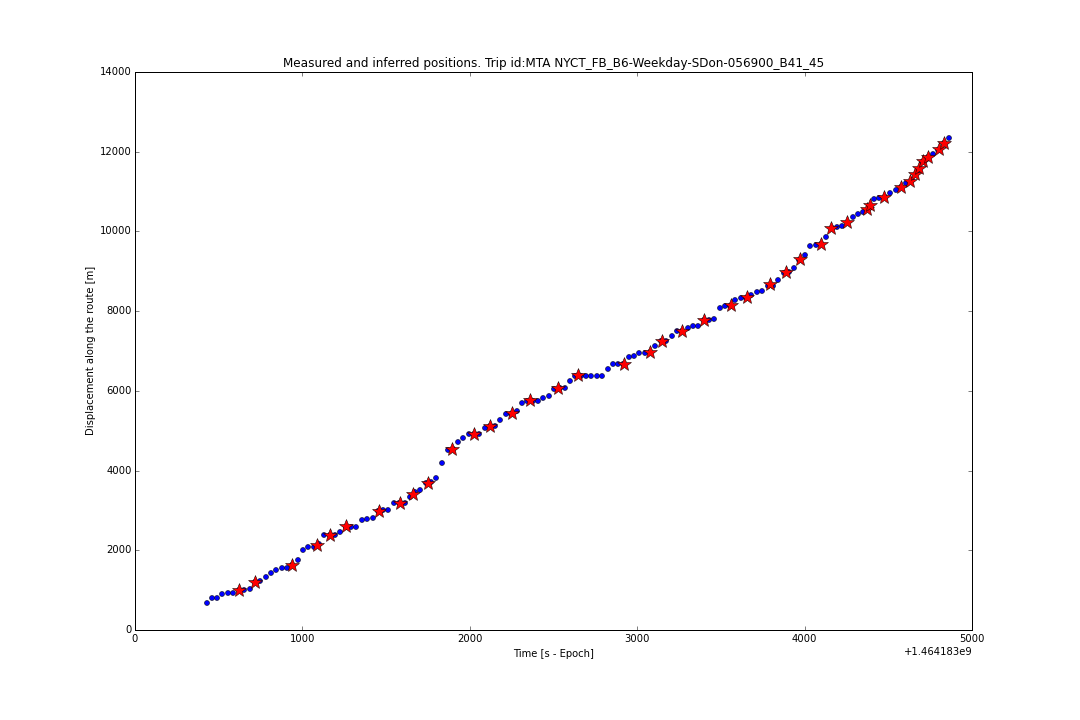 Measured and inferred positions. Trip id:MTA NYCT_FB_B6-Weekday-SDon-056900_B41_45
14000
12000
10000
8000
6000
4000
2000
0
Displacement along the route [m]
0 1000 2000 3000 4000 5000
Time [s - Epoch]
+1.464183e9